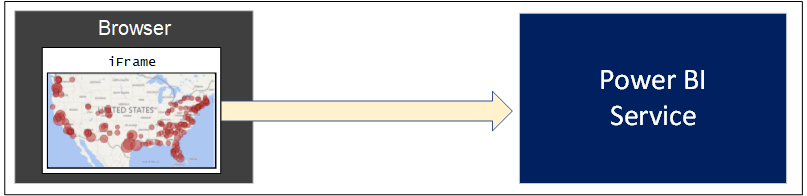 Browser
iFrame
UNITED STATES
Power BI
Service